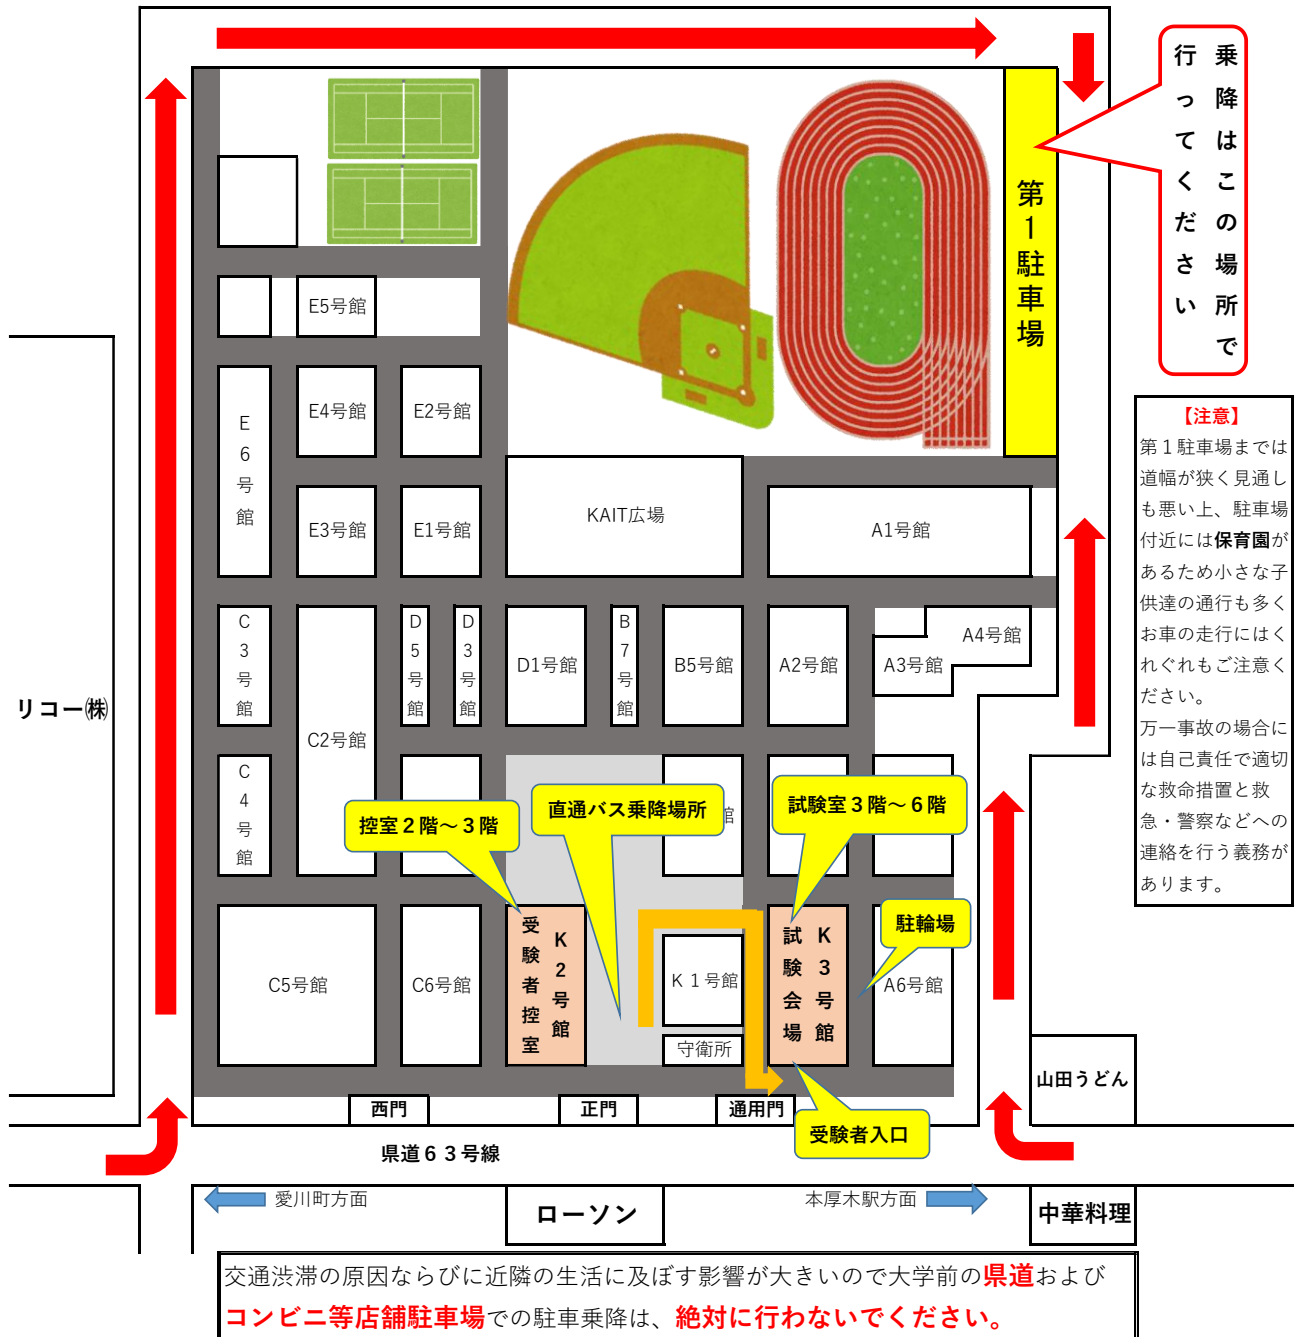 乗降はこの場所で
行ってください
第1駐車場
【注意】
第１駐車場までは
道幅が狭く見通し
も悪い上、駐車場
付近には保育園が
あるため小さな子
供達の通行も多く
お車の走行にはく
れぐれもご注意く
ださい。
万一事故の場合に
は自己責任で適切
な救命措置と救
急・警察などへの
連絡を行う義務が
あります。
E5号館
E6号館
E4号館
E2号館
E3号館
E1号館
KAIT広場
A1号館
C3号館
C2号館
D5号館
D3号館
D1号館
B7号館
B5号館
A2号館
A3号館
A4号館
リコー㈱
C4号館
控室２階～３階
直通バス乗降場所
館
試験室３階～６階
C5号館
C6号館
K2号館
受験者控室
K１号館
守衛所
K3号館
試験会場
駐輪場
A6号館
山田うどん
西門
正門
通用門
受験者入口
県道６３号線
愛川町方面
本厚木駅方面
ローソン
中華料理
交通渋滞の原因ならびに近隣の生活に及ぼす影響が大きいので大学前の県道および
コンビニ等店舗駐車場での駐車乗降は、絶対に行わないでください。